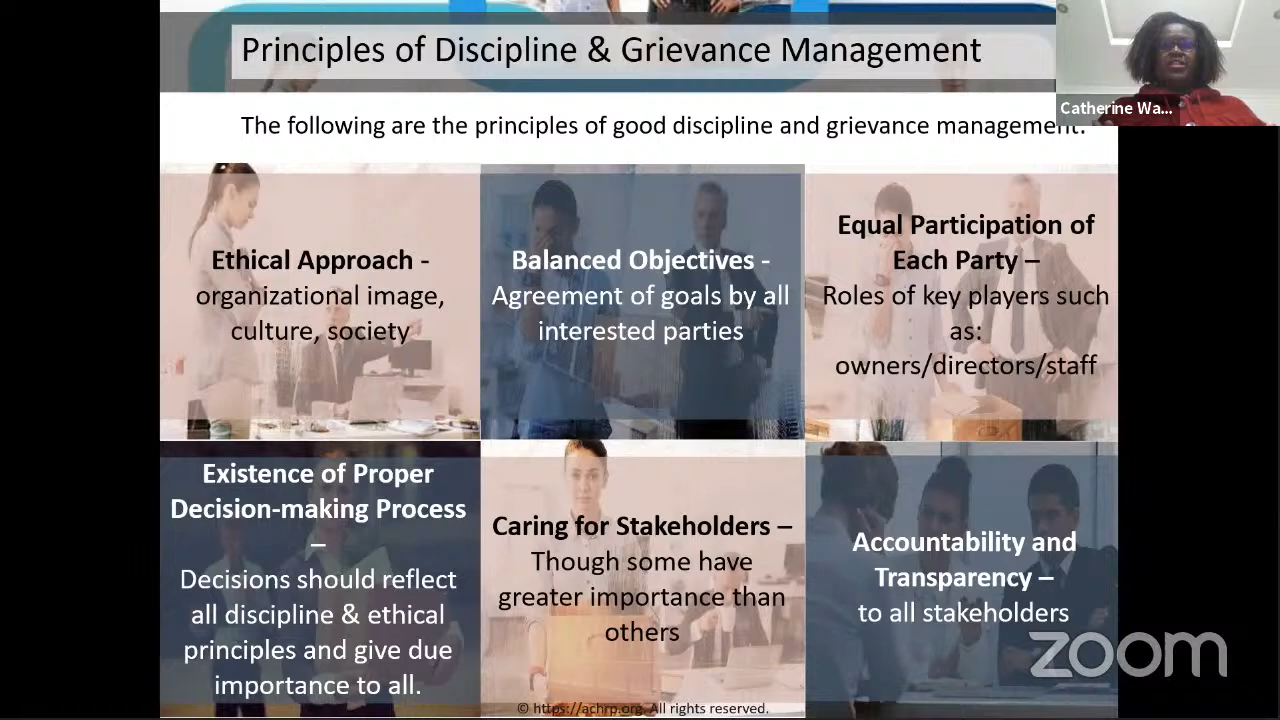 Principles of Discipline & Grievance Management
Catherine Wa...
The following are the principles of good discipline and grievance management:
Ethical Approach -
organizational image,
culture, society
Balanced Objectives -
Agreement of goals by all
interested parties
Equal Participation of
Each Party –
Roles of key players such
as:
owners/directors/staff
Existence of Proper
Decision-making Process
–
Decisions should reflect
all discipline & ethical
principles and give due
importance to all.
Caring for Stakeholders –
Though some have
greater importance than
others
Accountability and
Transparency –
to all stakeholders
zoom
© https://achrp.org. All rights reserved.